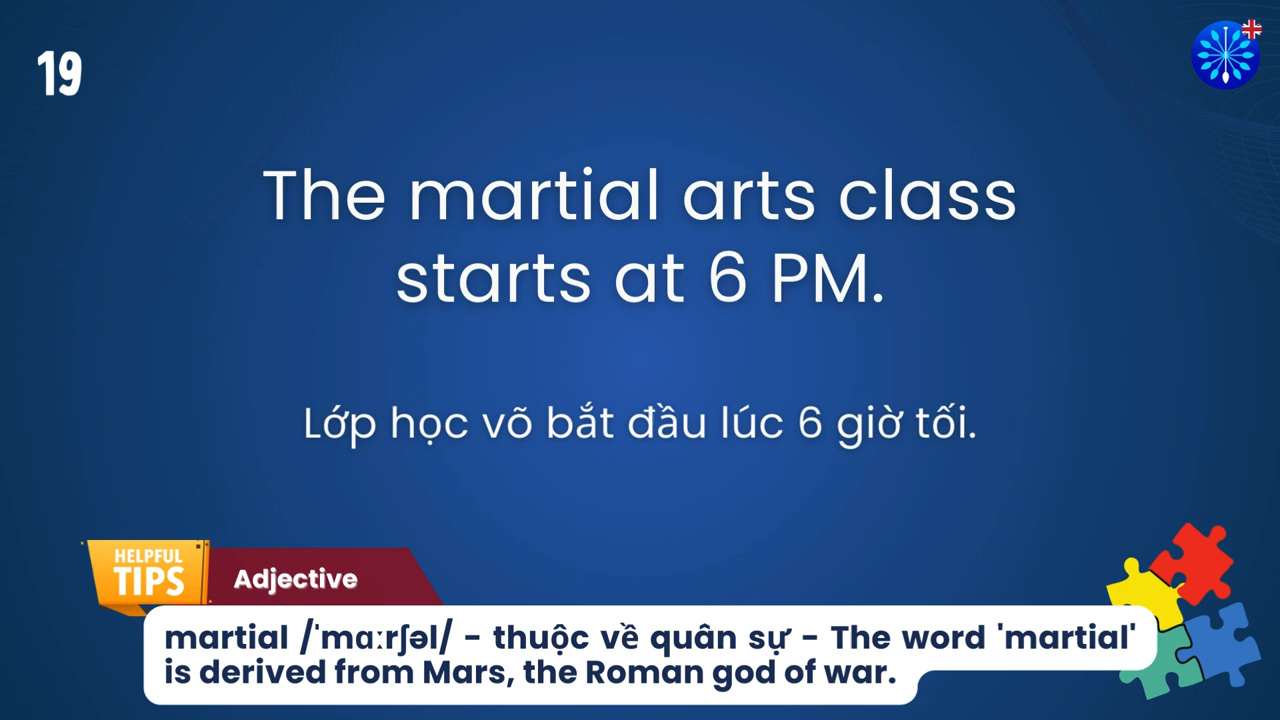 19
The martial arts class
starts at 6 PM.
Lớp học võ bắt đầu lúc 6 giờ tối.
HELPFUL
TIPS
Adjective
martial /ˈmɑːrʃəl/ - thuộc về quân sự - The word 'martial'
is derived from Mars, the Roman god of war.